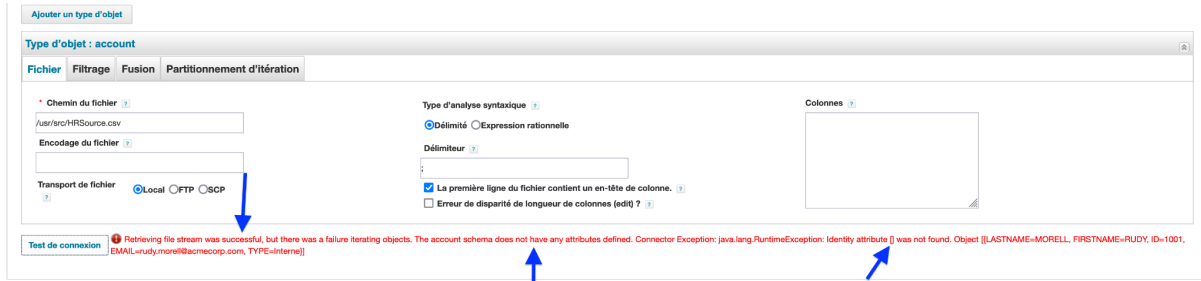 Ajouter un type d'objet
Type d'objet : account
Fichier Filtrage Fusion Partitionnement d'itération
* Chemin du fichier ?
/usr/src/HRSource.csv
Encodage du fichier ?
Transport de fichier ?
Local FTP SCP
Type d'analyse syntaxique ?
Délimité Expression rationnelle
Délimiteur ?
;
La première ligne du fichier contient un en-tête de colonne. ?
Erreur de disparité de longueur de colonnes (edit) ? ?
Colonnes ?
Test de connexion
Retrieving file stream was successful, but there was a failure iterating objects. The account schema does not have any attributes defined. Connector Exception: java.lang.RuntimeException: Identity attribute [] was not found. Object [{LASTNAME=MORELL, FIRSTNAME=RUDY, ID=1001,
EMAIL=rudy.morell@acmecorp.com, TYPE=Interne}]